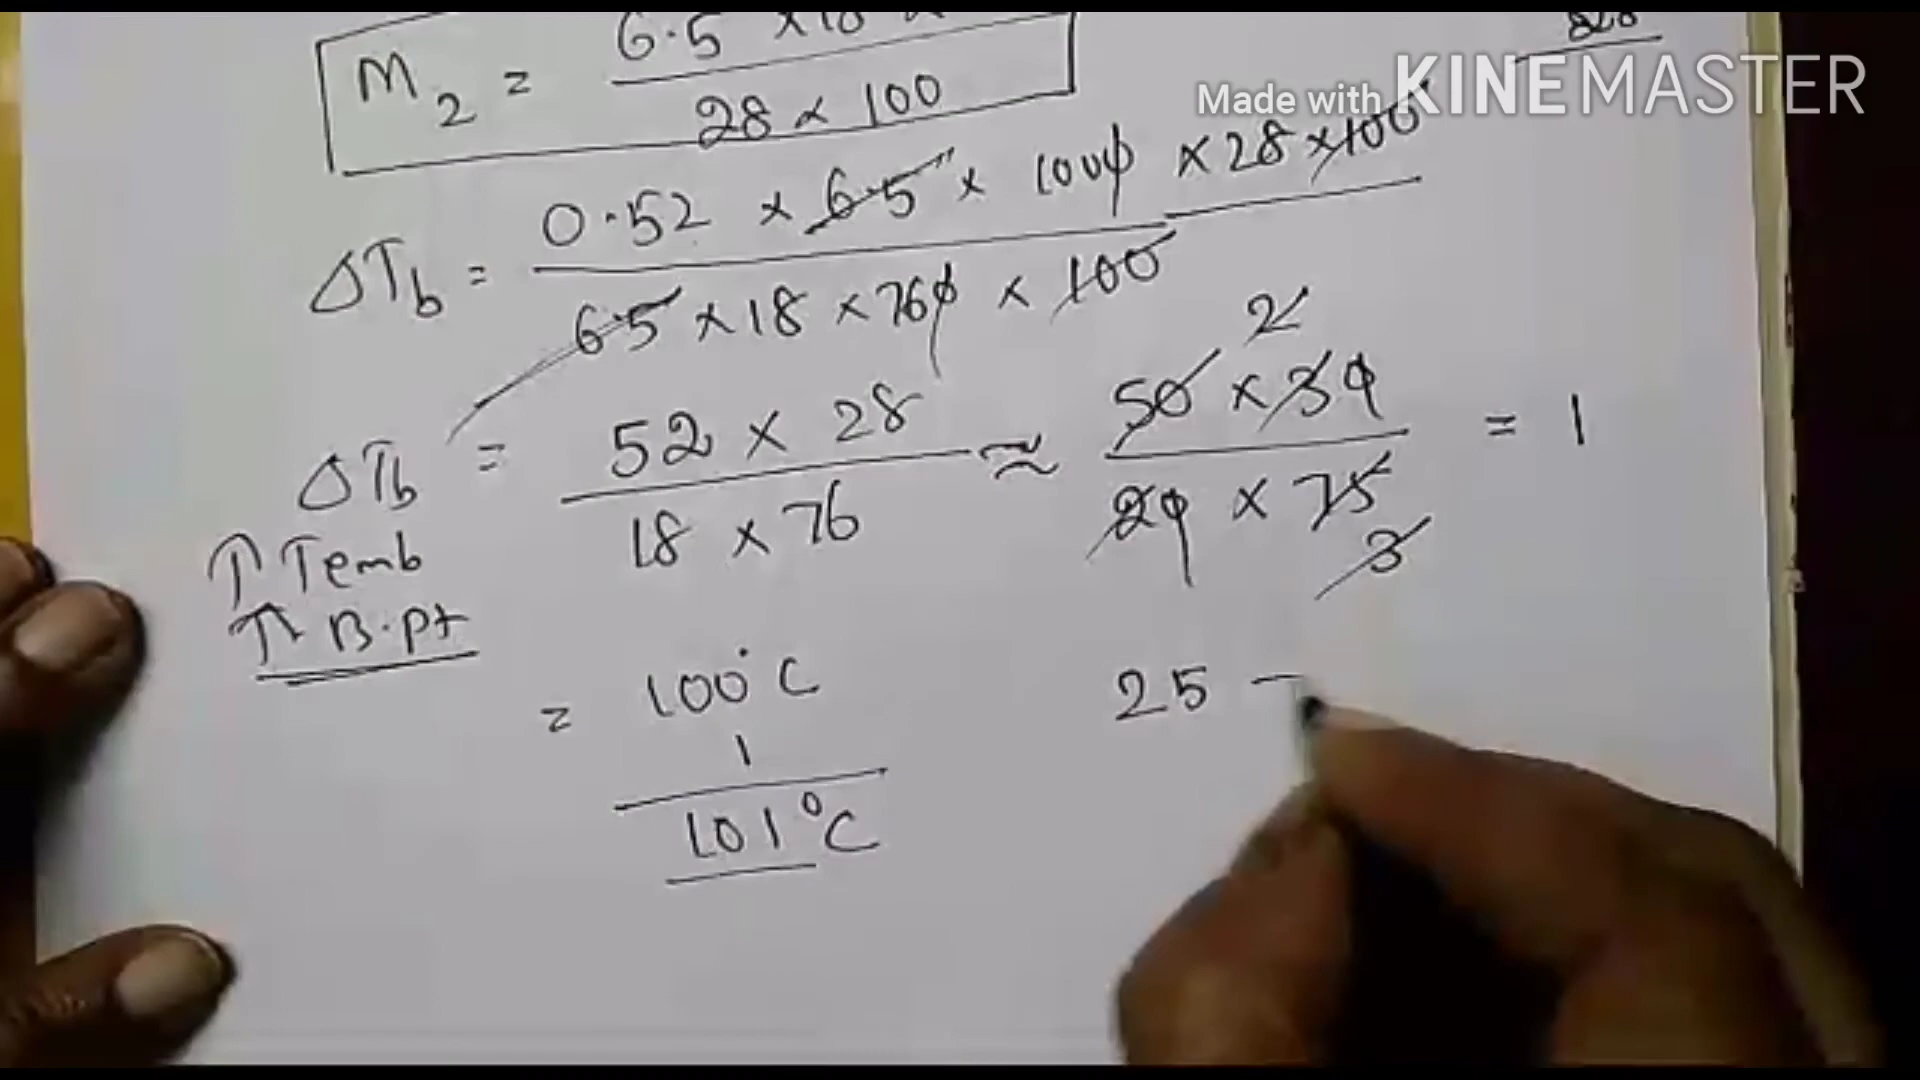 M2 = 6.5 × 18 ×
28 × 100
Made with KINEMASTER
ΔTb = 0.52 × 6.5 × 1000 × 28 × 100
6.5 × 18 × 760 × 100
2
ΔTb = 52 × 28 ≈ 50 × 30 = 1
18 × 76 20 × 75
3
↑ Temb
↑ B.pt
= 100°C 25 –
1
101°C